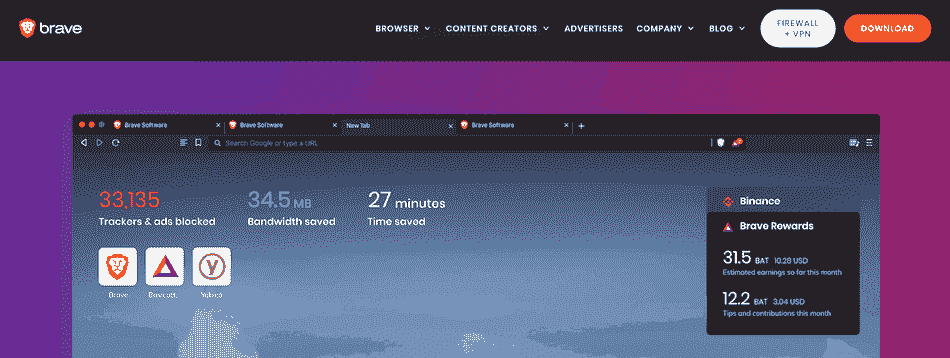 brave
BROWSER CONTENT CREATORS ADVERTISERS COMPANY BLOG
FIREWALL
+ VPN
DOWNLOAD
Brave Software
Brave Software
New Tab
Brave Software
Search Google or type a URL
33,135
Trackers & ads blocked
34.5 MB
Bandwidth saved
27 minutes
Time saved
Brave
Binance
Brave Rewards
31.5 BAT 10.28 USD
Estimated earnings so far this month
12.2 BAT 3.04 USD
Tips and contributions this month